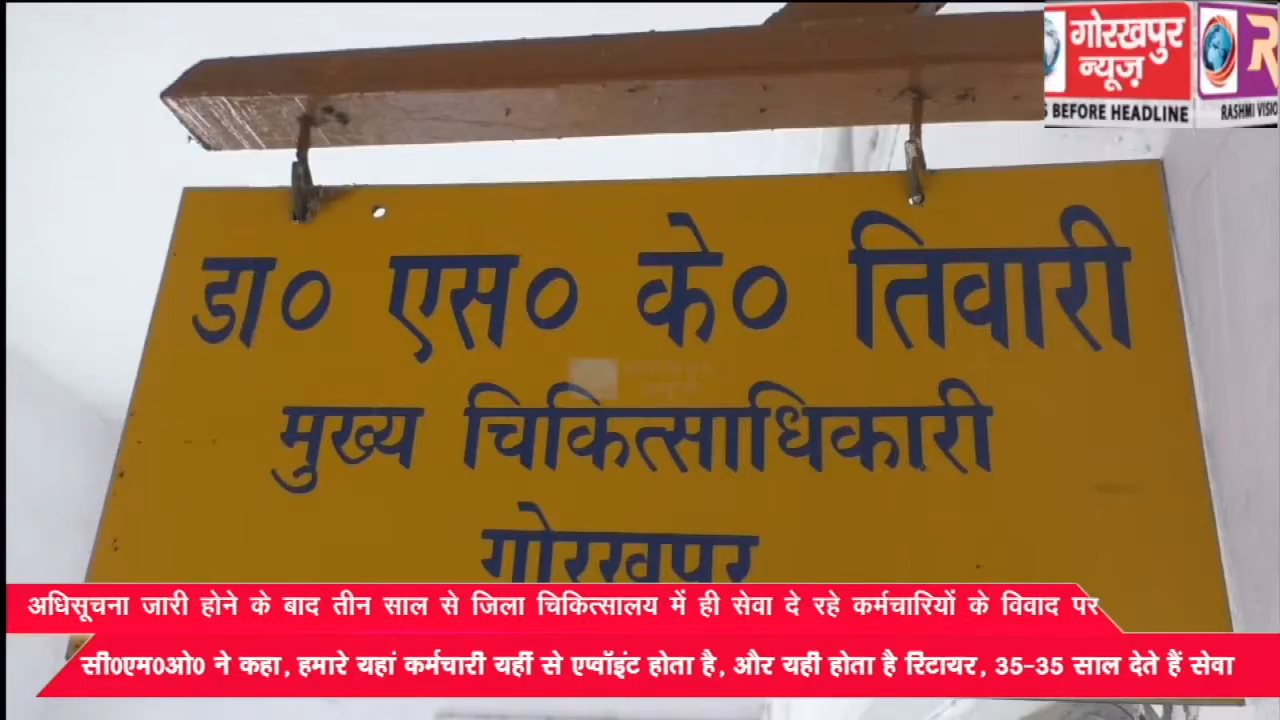 गोरखपुर
न्यूज़
BEFORE HEADLINE
RASHMI
डा० एस० के० तिवारी
मुख्य चिकित्साधिकारी
गोरखपुर
अधिसूचना जारी होने के बाद तीन साल से जिला चिकित्सालय में ही सेवा दे रहे कर्मचारियों के विवाद पर
सी0एम0ओ0 ने कहा, हमारे यहां कर्मचारी यहीं से एप्वॉइंट होता है, और यही होता है रिटायर, 35-35 साल देते हैं सेवा